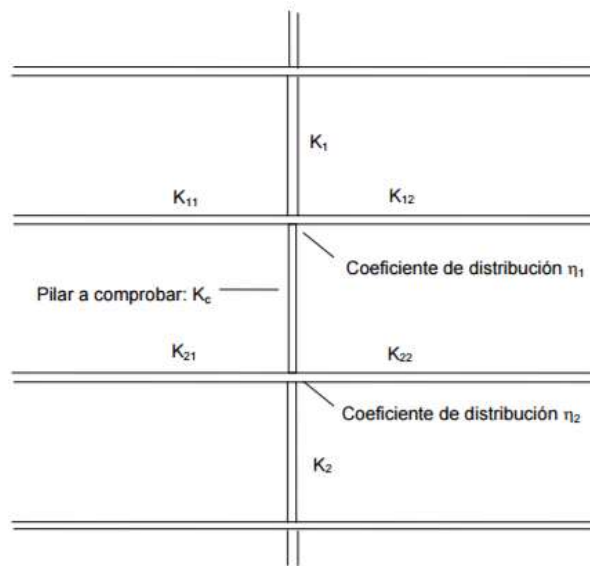 K₁
K₁₁
K₁₂
Coeficiente de distribución η₁
Pilar a comprobar: K꜀
K₂₁
K₂₂
Coeficiente de distribución η₂
K₂